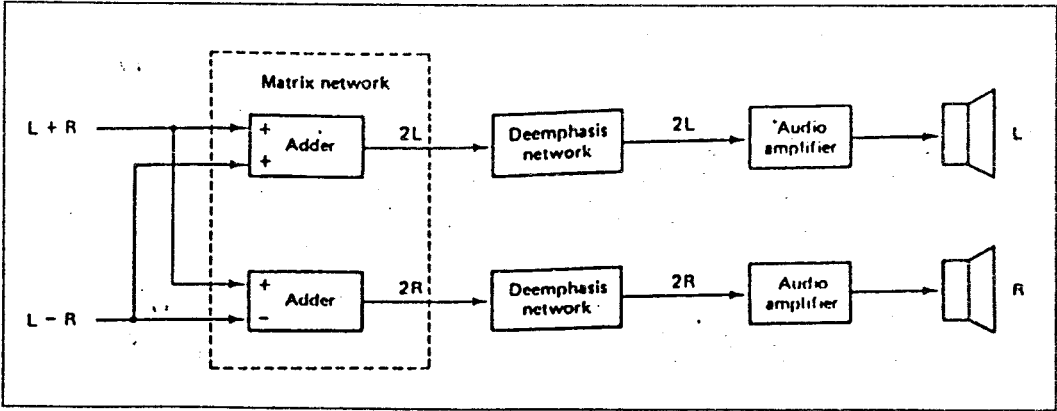 Matrix network
L + R
+
+
Adder
2L
Deemphasis
network
2L
Audio
amplifier
L
L − R
+
−
Adder
2R
Deemphasis
network
2R
Audio
amplifier
R